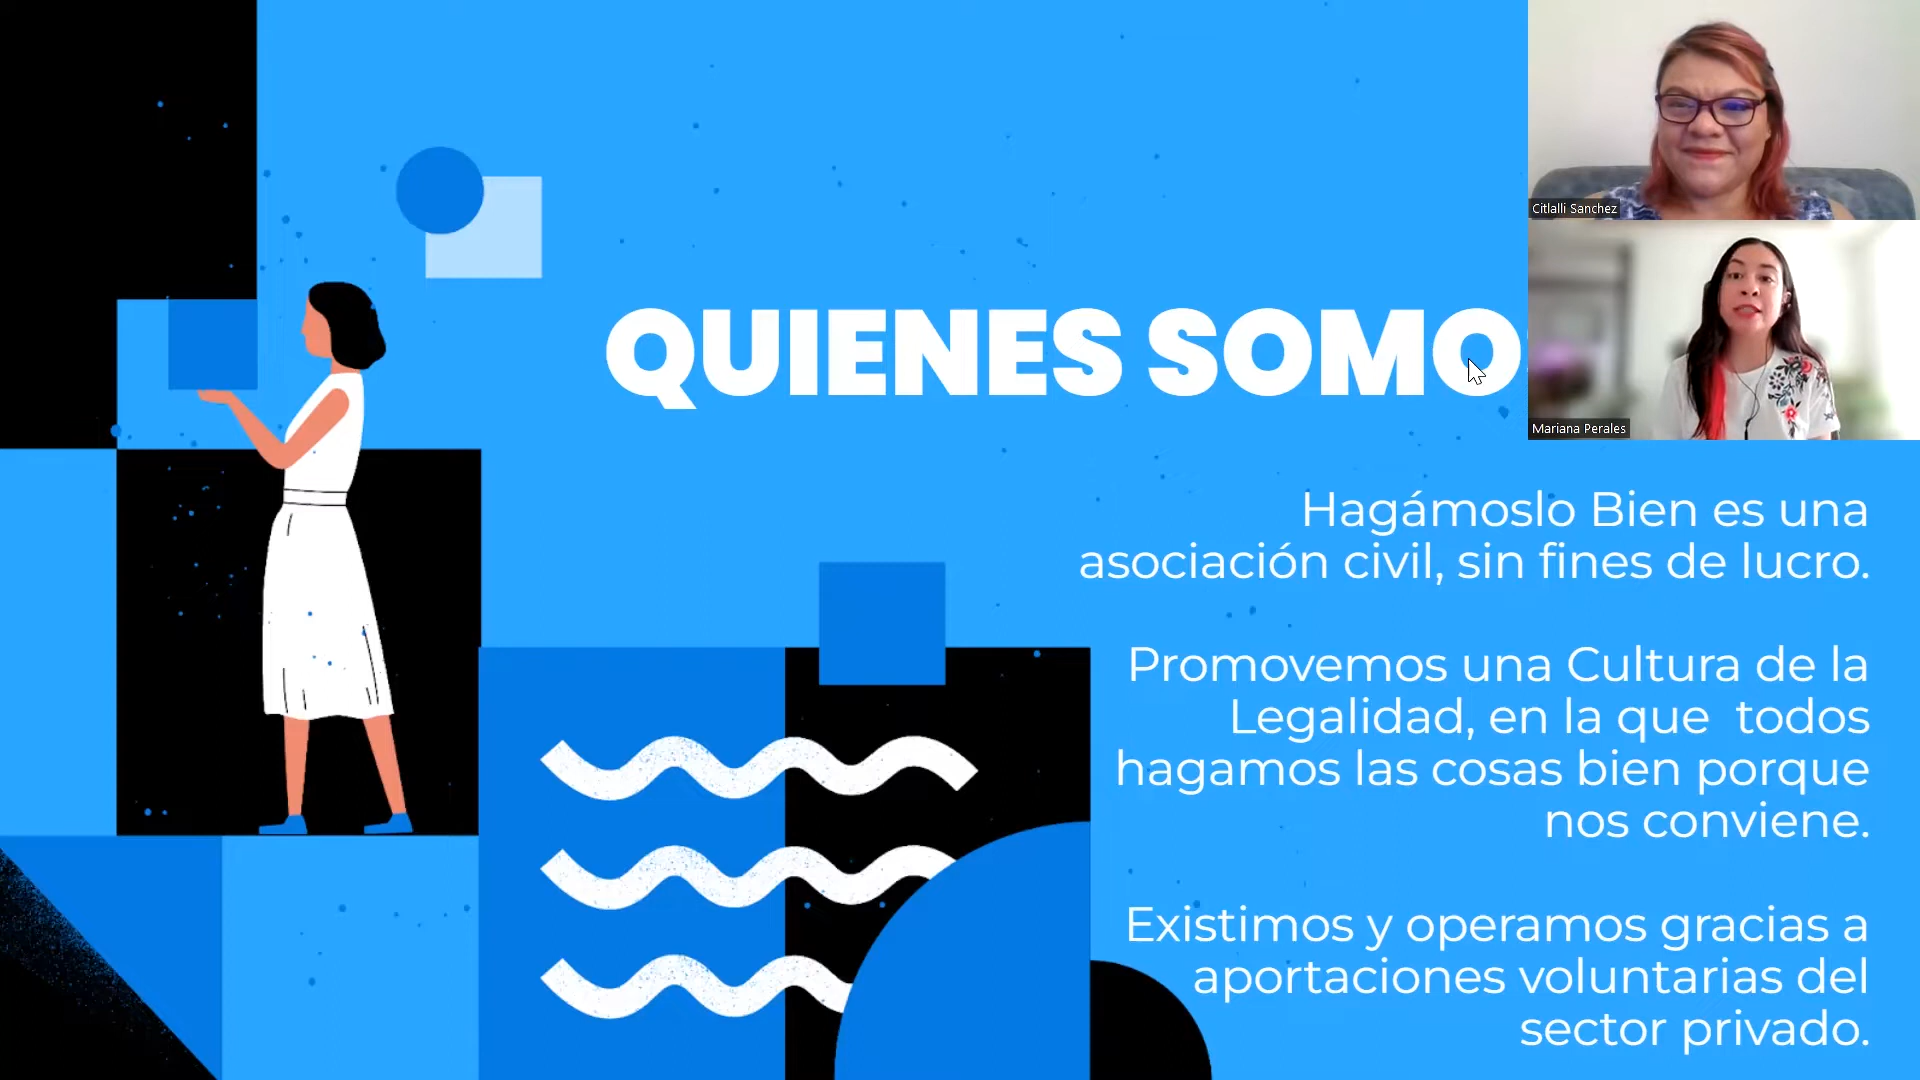 QUIENES SOMO
Hagámoslo Bien es una
asociación civil, sin fines de lucro.
Promovemos una Cultura de la
Legalidad, en la que todos
hagamos las cosas bien porque
nos conviene.
Existimos y operamos gracias a
aportaciones voluntarias del
sector privado.
Citlalli Sanchez
Mariana Perales